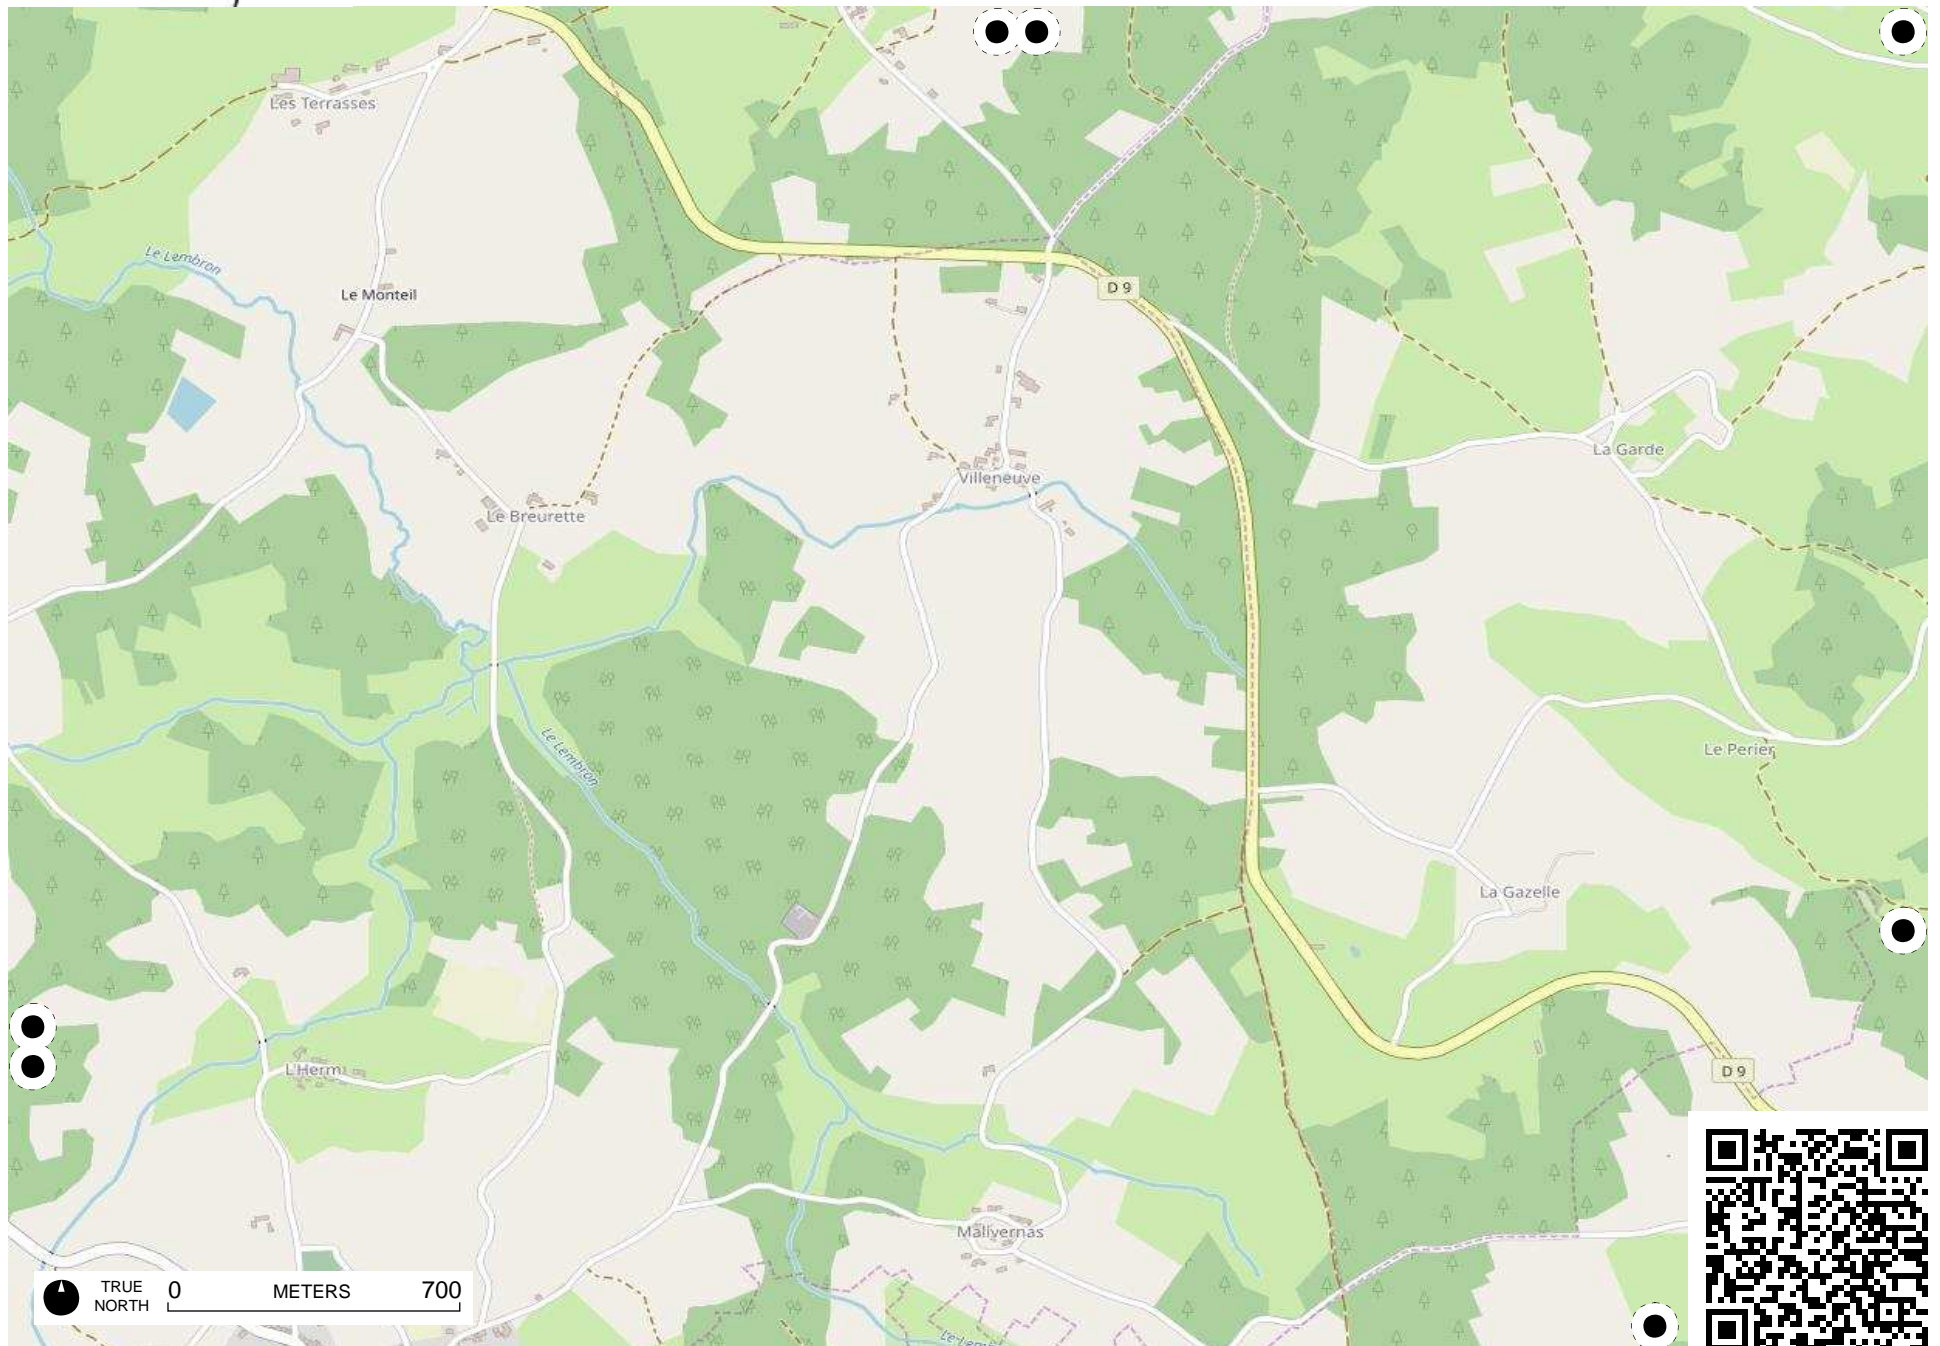 Les Terrasses
Le Lembron
Le Monteil
D 9
La Garde
Villeneuve
Le Breurette
Le Lembron
Le Perier
La Gazelle
L'Herm
D 9
Malivernas
TRUE
NORTH
0 METERS 700